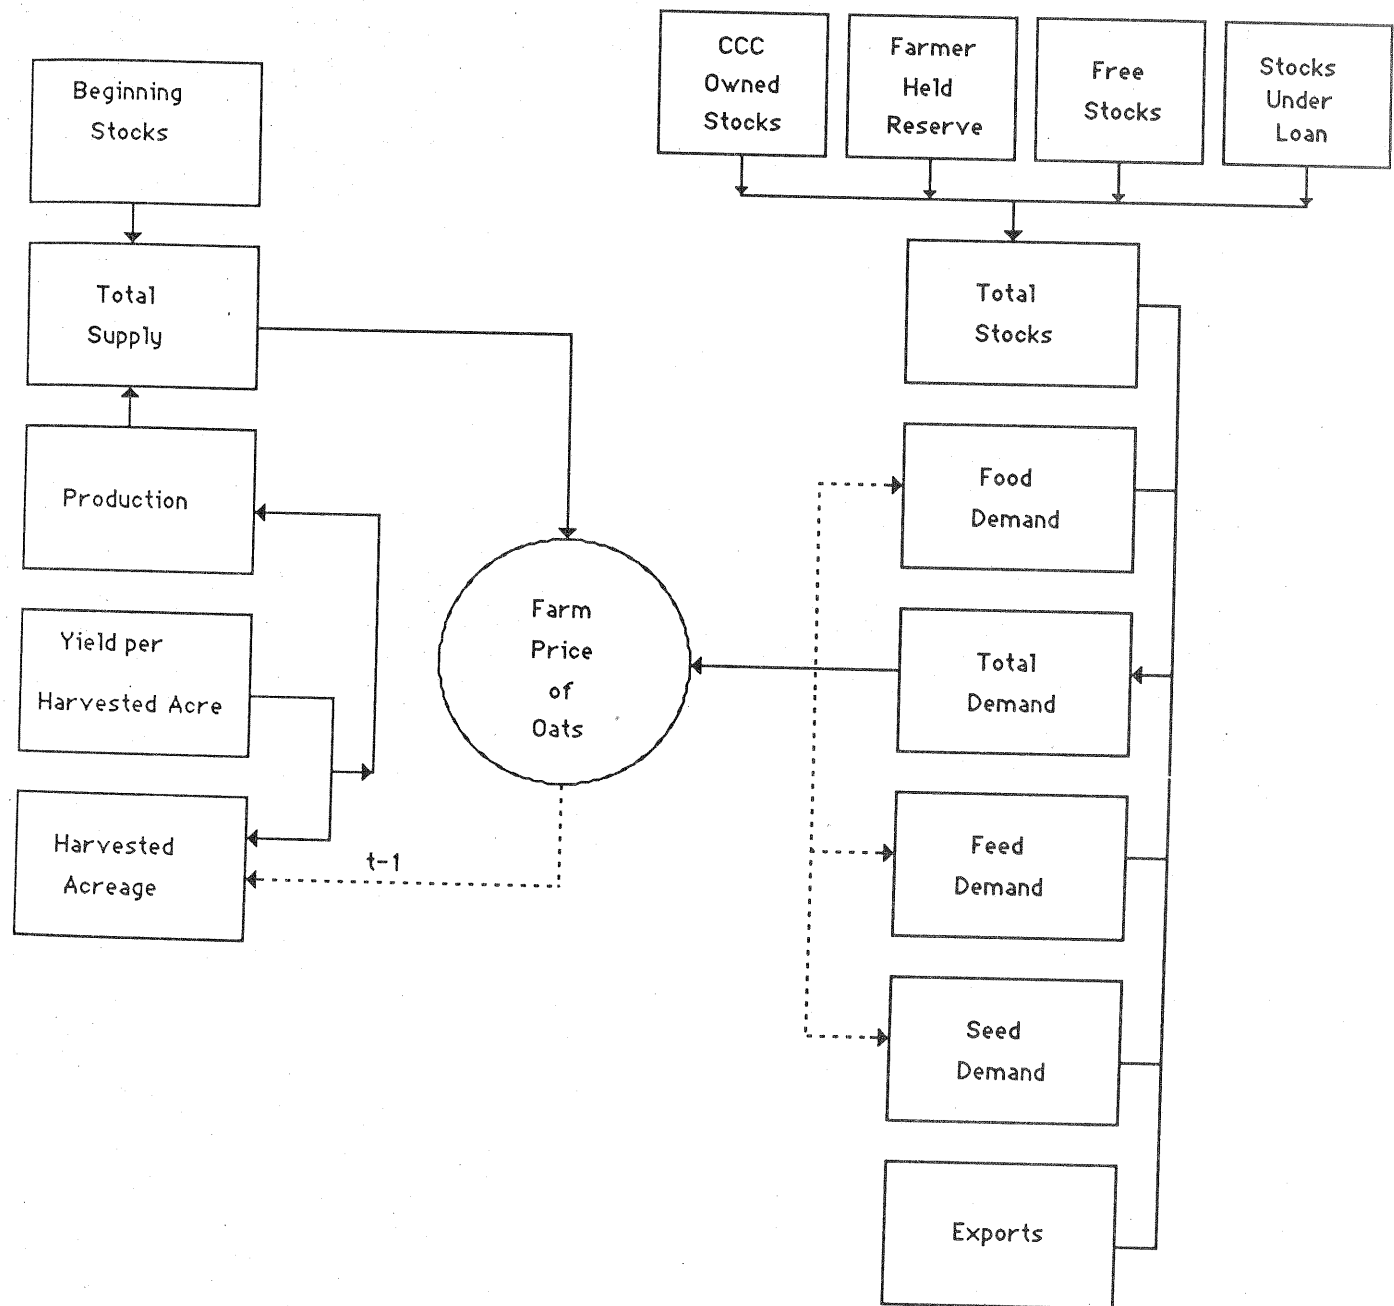 CCC
Owned
Stocks
Farmer
Held
Reserve
Free
Stocks
Stocks
Under
Loan
Beginning
Stocks
Total
Supply
Production
Yield per
Harvested Acre
Harvested
Acreage
t-1
Farm
Price
of
Oats
Total
Stocks
Food
Demand
Total
Demand
Feed
Demand
Seed
Demand
Exports